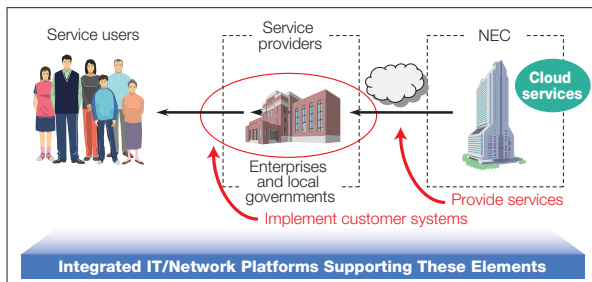 Service users
Service
providers
NEC
Cloud
services
Enterprises
and local
governments
Provide services
Implement customer systems
Integrated IT/Network Platforms Supporting These Elements